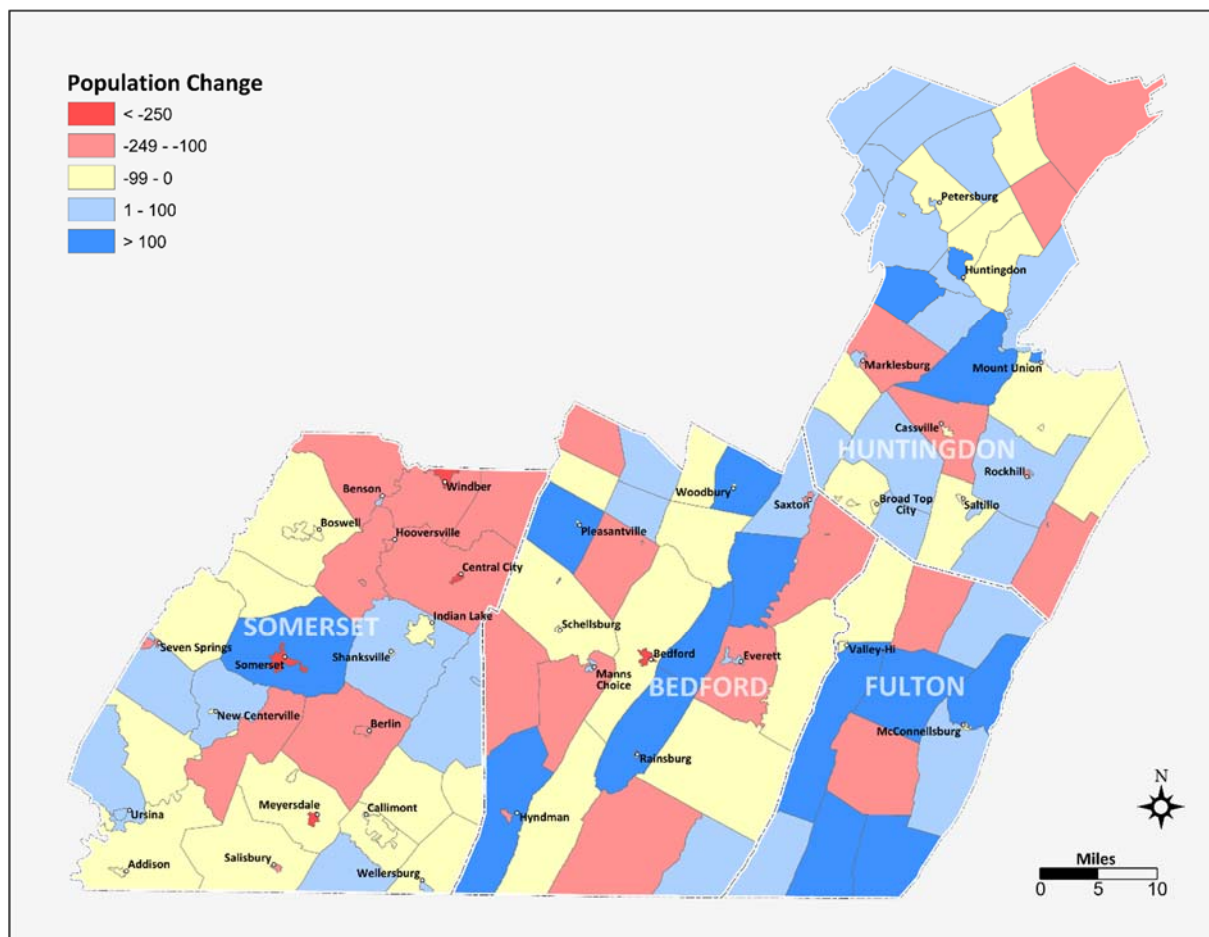 Population Change
< -250
-249 - -100
-99 - 0
1 - 100
> 100
Petersburg
Huntingdon
Mount Union
Marklesburg
Cassville
HUNTINGDON
Rockhill
Broad Top
City
Saltillo
Saxton
Woodbury
Pleasantville
Windber
Benson
Boswell
Hooversville
Central City
Indian Lake
SOMERSET
Seven Springs
Somerset
Shanksville
Schellsburg
Bedford
Everett
Manns
Choice
BEDFORD
Valley-Hi
FULTON
McConnellsburg
New Centerville
Berlin
Rainsburg
Ursina
Meyersdale
Callimont
Hyndman
Addison
Salisbury
Wellersburg
N
Miles
0 5 10